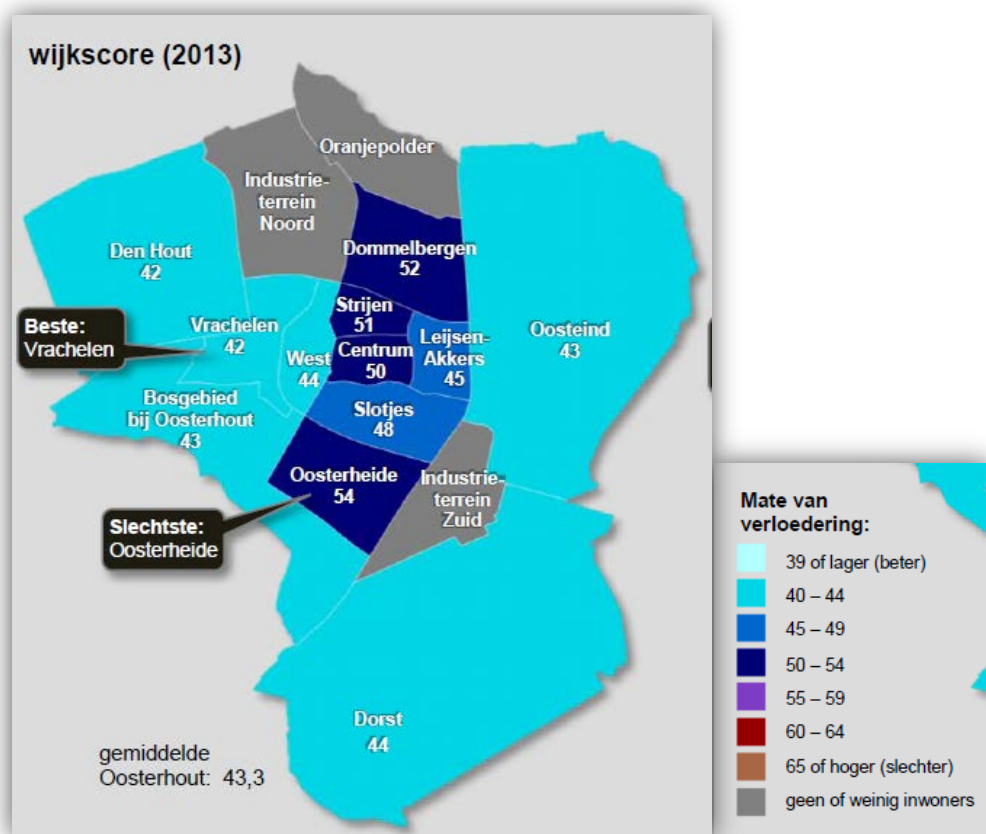 wijkscore (2013)
Oranjepolder
Industrie-
terrein
Noord
Den Hout
42
Dommelbergen
52
Beste:
Vrachelen
Vrachelen
42
Strijen
51
West
44
Centrum
50
Leijsen-
Akkers
45
Oosteind
43
Bosgebied
bij Oosterhout
43
Slotjes
48
Oosterheide
54
Industrie-
terrein
Zuid
Slechtste:
Oosterheide
Dorst
44
gemiddelde
Oosterhout: 43,3
Mate van
verloedering:
39 of lager (beter)
40 – 44
45 – 49
50 – 54
55 – 59
60 – 64
65 of hoger (slechter)
geen of weinig inwoners